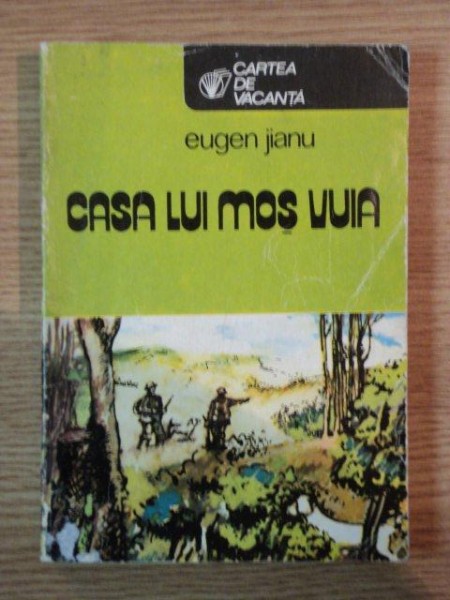 CARTEA
DE
VACANȚĂ
eugen jianu
CASA LUI MOȘ VUIA